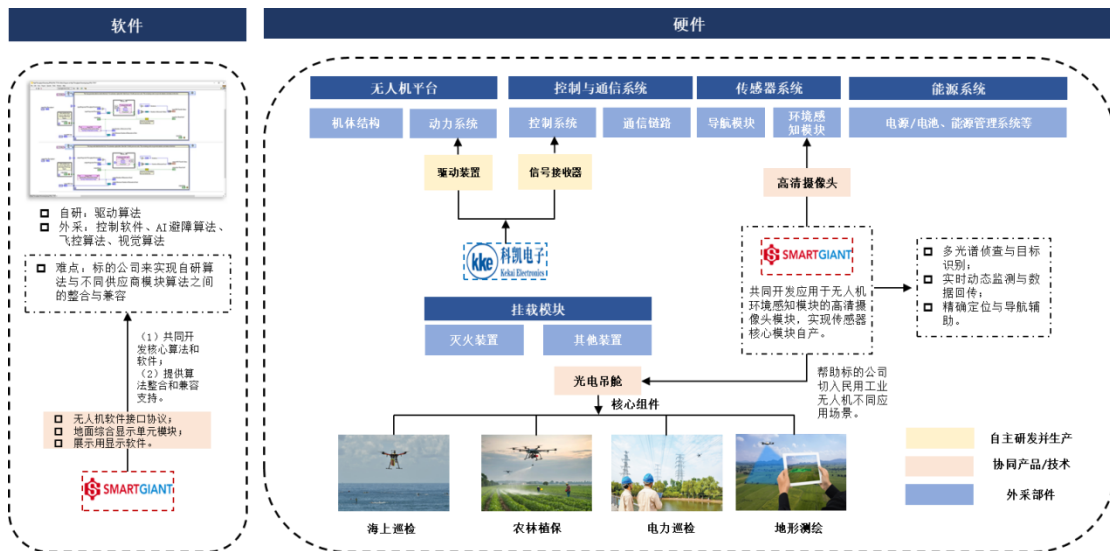 软件
自研：驱动算法
外采：控制软件、AI避障算法、
飞控算法、视觉算法
难点：标的公司来实现自研算
法与不同供应商模块算法之间
的整合与兼容
（1）共同开
发核心算法和
软件；
（2）提供算
法整合和兼容
支持。
无人机软件接口协议；
地面综合显示单元模块；
展示用显示软件。
SMARTGIANT
硬件
无人机平台
控制与通信系统
传感器系统
能源系统
机体结构
动力系统
控制系统
通信链路
导航模块
环境感
知模块
电源/电池、能源管理系统等
驱动装置
信号接收器
高清摄像头
kke
科凯电子
Kekai Electronics
SMARTGIANT
共同开发应用于无人机
环境感知模块的高清摄
像头模块，实现传感器
核心模块自产。
多光谱侦查与目标
识别；
实时动态监测与数
据回传；
精确定位与导航辅
助。
挂载模块
灭火装置
其他装置
光电吊舱
帮助标的公司
切入民用工业
无人机不同应
用场景。
核心组件
海上巡检
农林植保
电力巡检
地形测绘
自主研发并生产
协同产品/技术
外采部件